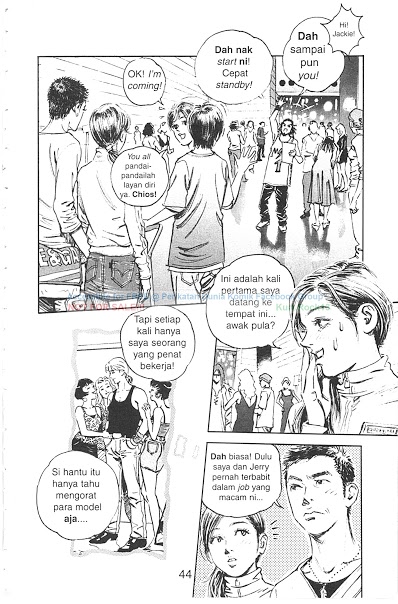 Hi!
Jackie!
Dah
sampai
pun
you!
Dah nak
start ni!
Cepat
standby!
OK! I'm
coming!
You all
pandai-
pandailah
layan diri
ya. Chios!
Ini adalah kali
pertama saya
datang ke
tempat ini...
awak pula?
Tapi setiap
kali hanya
saya seorang
yang penat
bekerja!
Si hantu itu
hanya tahu
mengorat
para model
aja....
Dah biasa! Dulu
saya dan Jerry
pernah terbabit
dalam job yang
macam ni...
44